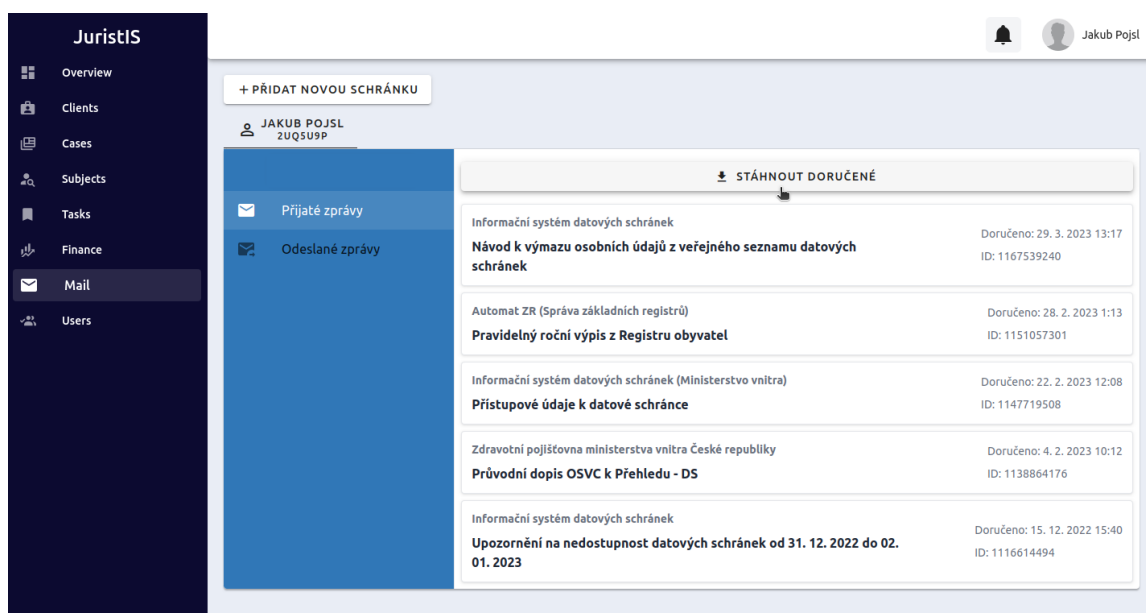 JuristIS
Jakub Pojsl
Overview
Clients
Cases
Subjects
Tasks
Finance
Mail
Users
+ PŘIDAT NOVOU SCHRÁNKU
JAKUB POJSL
2UQ5U9P
Přijaté zprávy
Odeslané zprávy
STÁHNOUT DORUČENÉ
Informační systém datových schránek
Návod k výmazu osobních údajů z veřejného seznamu datových
schránek
Doručeno: 29. 3. 2023 13:17
ID: 1167539240
Automat ZR (Správa základních registrů)
Pravidelný roční výpis z Registru obyvatel
Doručeno: 28. 2. 2023 1:13
ID: 1151057301
Informační systém datových schránek (Ministerstvo vnitra)
Přístupové údaje k datové schránce
Doručeno: 22. 2. 2023 12:08
ID: 1147719508
Zdravotní pojišťovna ministerstva vnitra České republiky
Průvodní dopis OSVC k Přehledu - DS
Doručeno: 4. 2. 2023 10:12
ID: 1138864176
Informační systém datových schránek
Upozornění na nedostupnost datových schránek od 31. 12. 2022 do 02.
01. 2023
Doručeno: 15. 12. 2022 15:40
ID: 1116614494